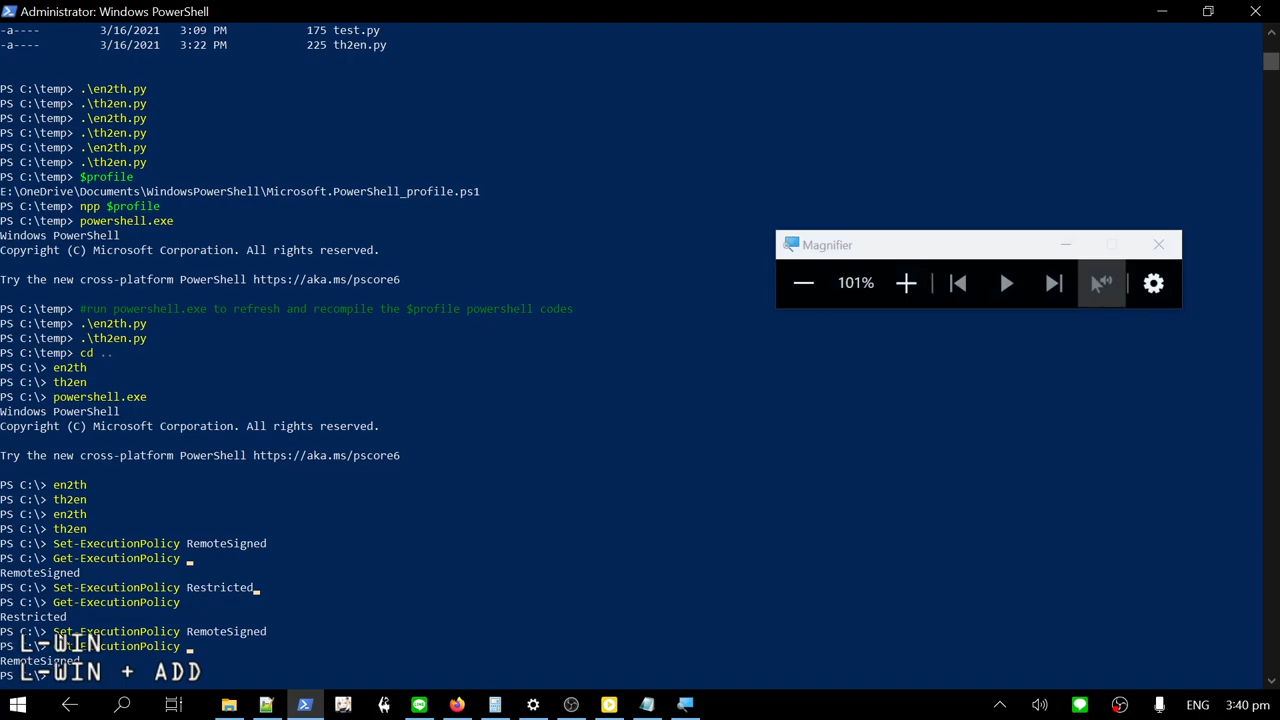 Administrator: Windows PowerShell
-a---- 3/16/2021 3:09 PM 175 test.py
-a---- 3/16/2021 3:22 PM 225 th2en.py
PS C:\temp> .\en2th.py
PS C:\temp> .\th2en.py
PS C:\temp> .\en2th.py
PS C:\temp> .\th2en.py
PS C:\temp> .\en2th.py
PS C:\temp> .\th2en.py
PS C:\temp> $profile
E:\OneDrive\Documents\WindowsPowerShell\Microsoft.PowerShell_profile.ps1
PS C:\temp> npp $profile
PS C:\temp> powershell.exe
Windows PowerShell
Copyright (C) Microsoft Corporation. All rights reserved.
Try the new cross-platform PowerShell https://aka.ms/pscore6
PS C:\temp> #run powershell.exe to refresh and recompile the $profile powershell codes
PS C:\temp> .\en2th.py
PS C:\temp> .\th2en.py
PS C:\temp> cd ..
PS C:\> en2th
PS C:\> th2en
PS C:\> powershell.exe
Windows PowerShell
Copyright (C) Microsoft Corporation. All rights reserved.
Try the new cross-platform PowerShell https://aka.ms/pscore6
PS C:\> en2th
PS C:\> th2en
PS C:\> en2th
PS C:\> th2en
PS C:\> Set-ExecutionPolicy RemoteSigned
PS C:\> Get-ExecutionPolicy
RemoteSigned
PS C:\> Set-ExecutionPolicy Restricted
PS C:\> Get-ExecutionPolicy
Restricted
PS C:\> Set-ExecutionPolicy RemoteSigned
PS C:\> Get-ExecutionPolicy
RemoteSigned
PS C:\>
L-WIN
L-WIN + ADD
Magnifier
101%
ENG
3:40 pm